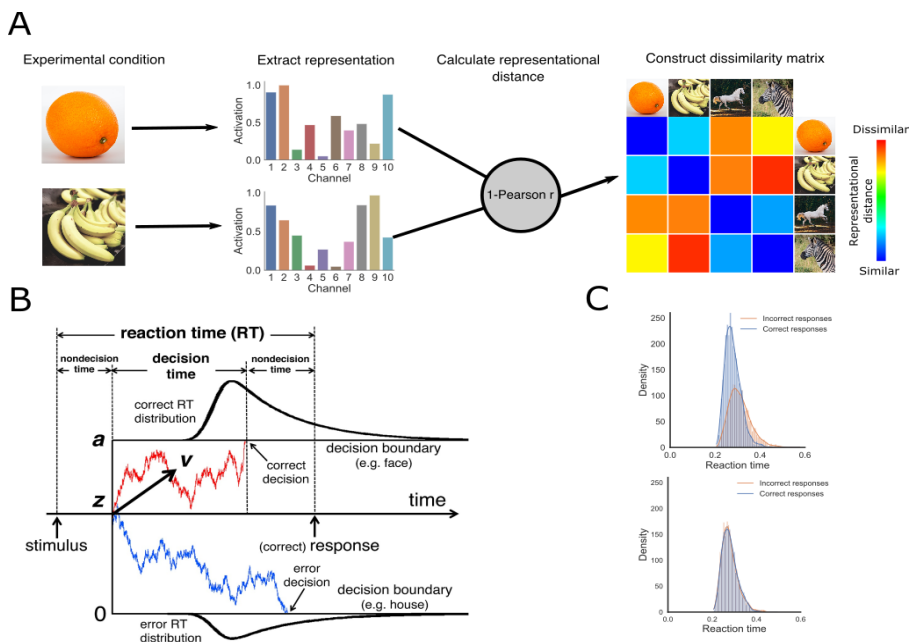 A
Experimental condition
Extract representation
Calculate representational
distance
Construct dissimilarity matrix
Activation
1.0
0.5
0.0
1 2 3 4 5 6 7 8 9 10
Channel
Activation
1.0
0.5
0.0
1 2 3 4 5 6 7 8 9 10
Channel
1-Pearson r
Dissimilar
Representational
distance
Similar
B
reaction time (RT)
nondecision
time
decision
time
nondecision
time
correct RT
distribution
a
decision boundary
(e.g. face)
correct
decision
v
z
time
stimulus
(correct) response
error
decision
decision boundary
(e.g. house)
0
error RT
distribution
C
Incorrect responses
Correct responses
Density
250
200
150
100
50
0
0.0 0.2 0.4 0.6
Reaction time
Incorrect responses
Correct responses
Density
250
200
150
100
50
0
0.0 0.2 0.4 0.6
Reaction time